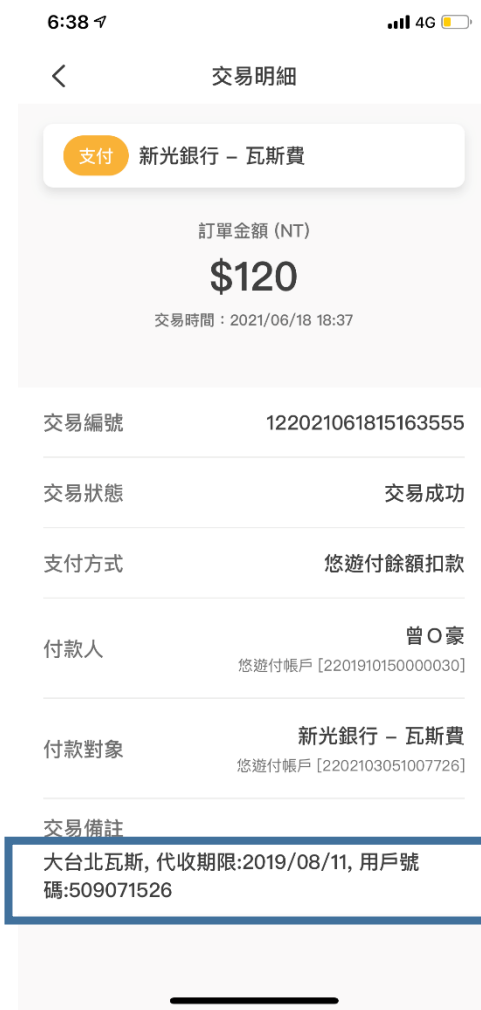 6:38
4G
交易明細
支付 新光銀行 – 瓦斯費
訂單金額 (NT)
$120
交易時間：2021/06/18 18:37
交易編號 122021061815163555
交易狀態 交易成功
支付方式 悠遊付餘額扣款
付款人 曾O豪
悠遊付帳戶 [2201910150000030]
付款對象 新光銀行 – 瓦斯費
悠遊付帳戶 [2202103051007726]
交易備註
大台北瓦斯, 代收期限:2019/08/11, 用戶號
碼:509071526